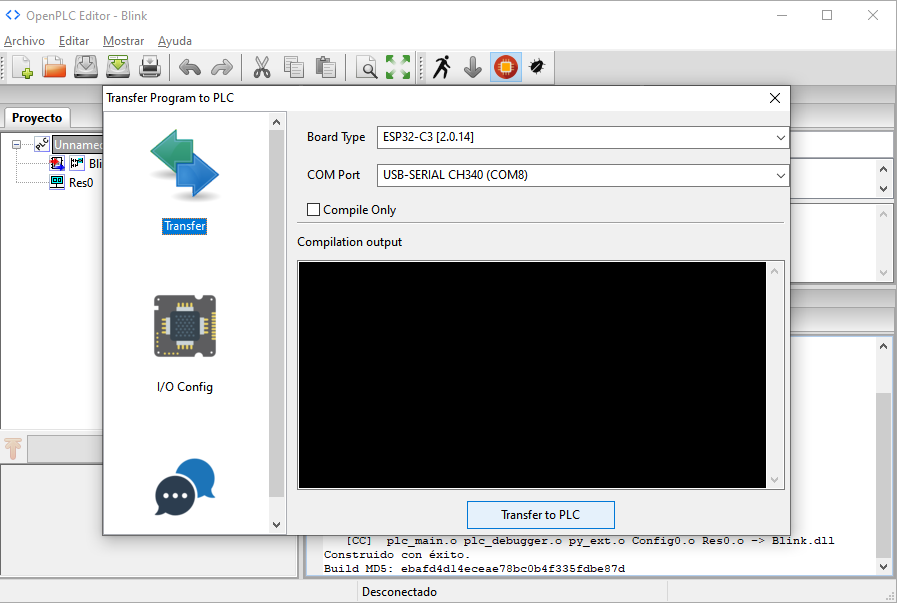 OpenPLC Editor - Blink
Archivo Editar Mostrar Ayuda
Transfer Program to PLC
Proyecto
Unnamed
Bli
Res0
Transfer
I/O Config
Board Type ESP32-C3 [2.0.14]
COM Port USB-SERIAL CH340 (COM8)
Compile Only
Compilation output
Transfer to PLC
[CC] plc_main.o plc_debugger.o py_ext.o Config0.o Res0.o -> Blink.dll
Construido con éxito.
Build MD5: ebafd4d14eceae78bc0b4f335fdbe87d
Desconectado